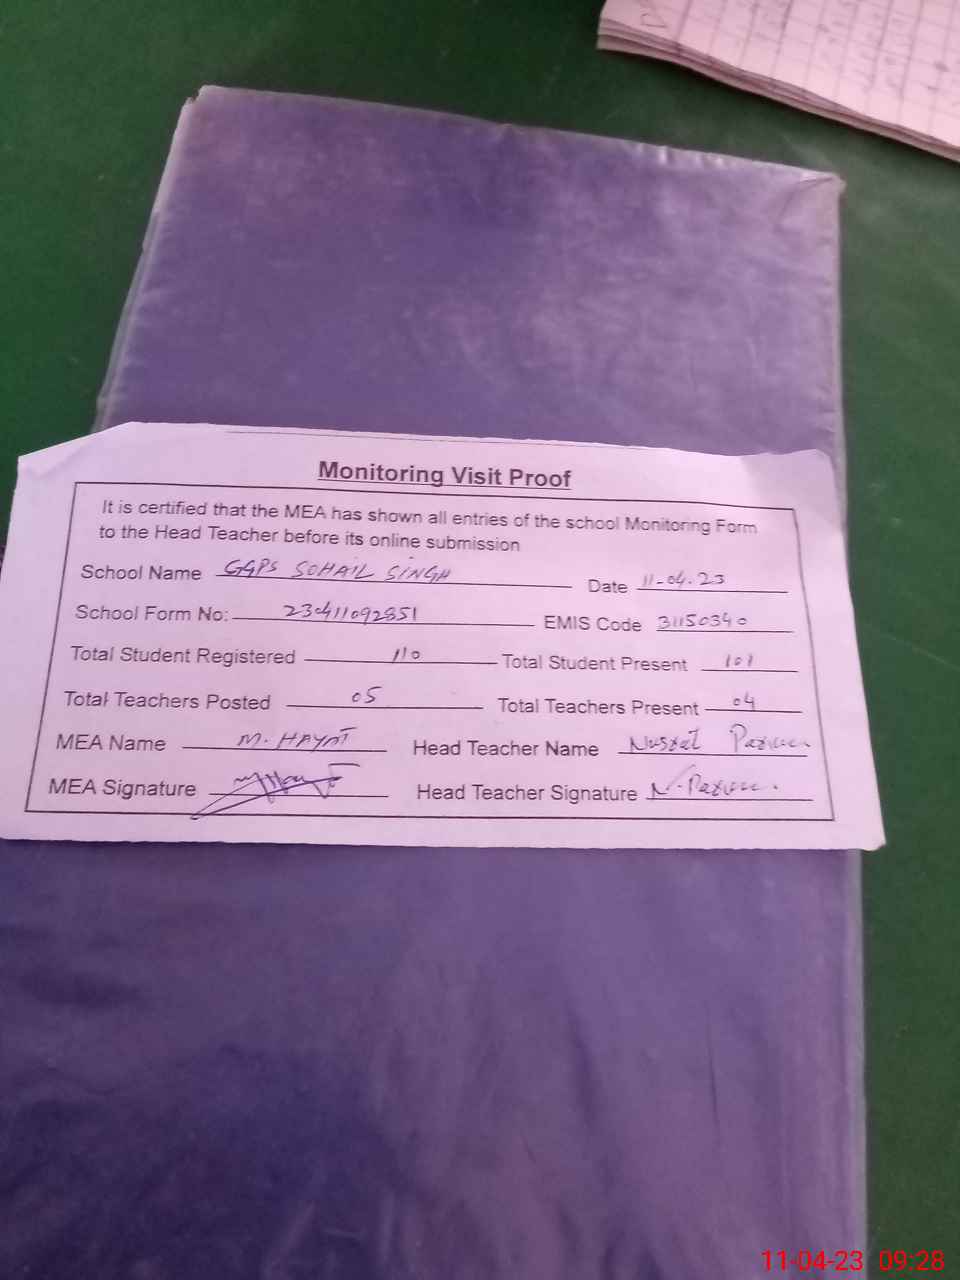 Monitoring Visit Proof
It is certified that the MEA has shown all entries of the school Monitoring Form
to the Head Teacher before its online submission
School Name GGPS SOHAIL SINGH Date 11-04-23
School Form No: 230411092851 EMIS Code 31150340
Total Student Registered 110 Total Student Present 101
Total Teachers Posted 05 Total Teachers Present 04
MEA Name M. HAYAT Head Teacher Name Nusrat Parveen
MEA Signature Head Teacher Signature N. Parveen
11-04-23 09:28